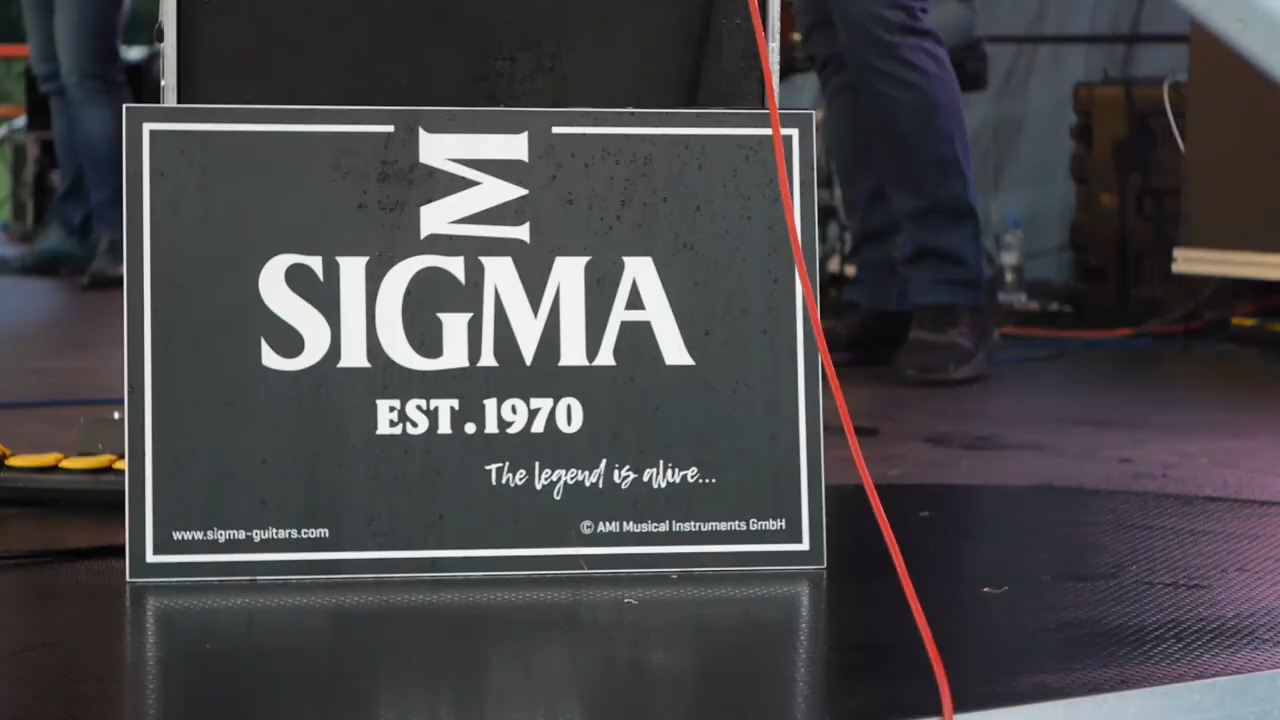 SIGMA
EST.1970
The legend is alive...
www.sigma-guitars.com
© AMI Musical Instruments GmbH